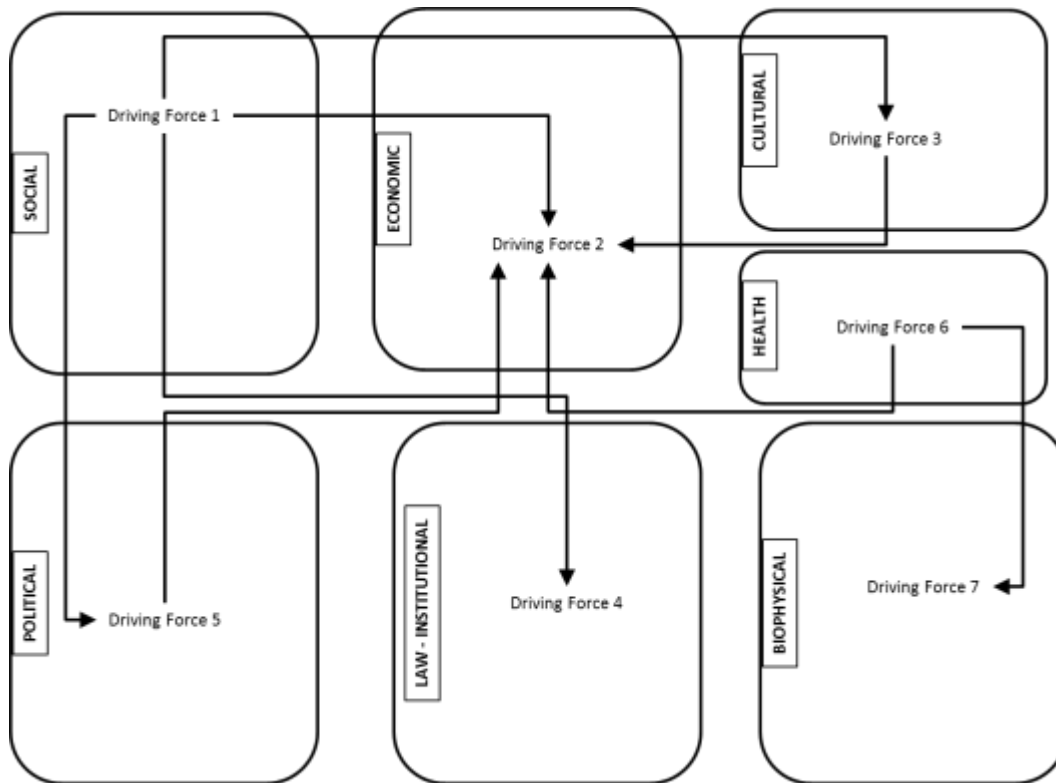 SOCIAL
Driving Force 1
ECONOMIC
Driving Force 2
CULTURAL
Driving Force 3
HEALTH
Driving Force 6
POLITICAL
Driving Force 5
LAW - INSTITUTIONAL
Driving Force 4
BIOPHYSICAL
Driving Force 7